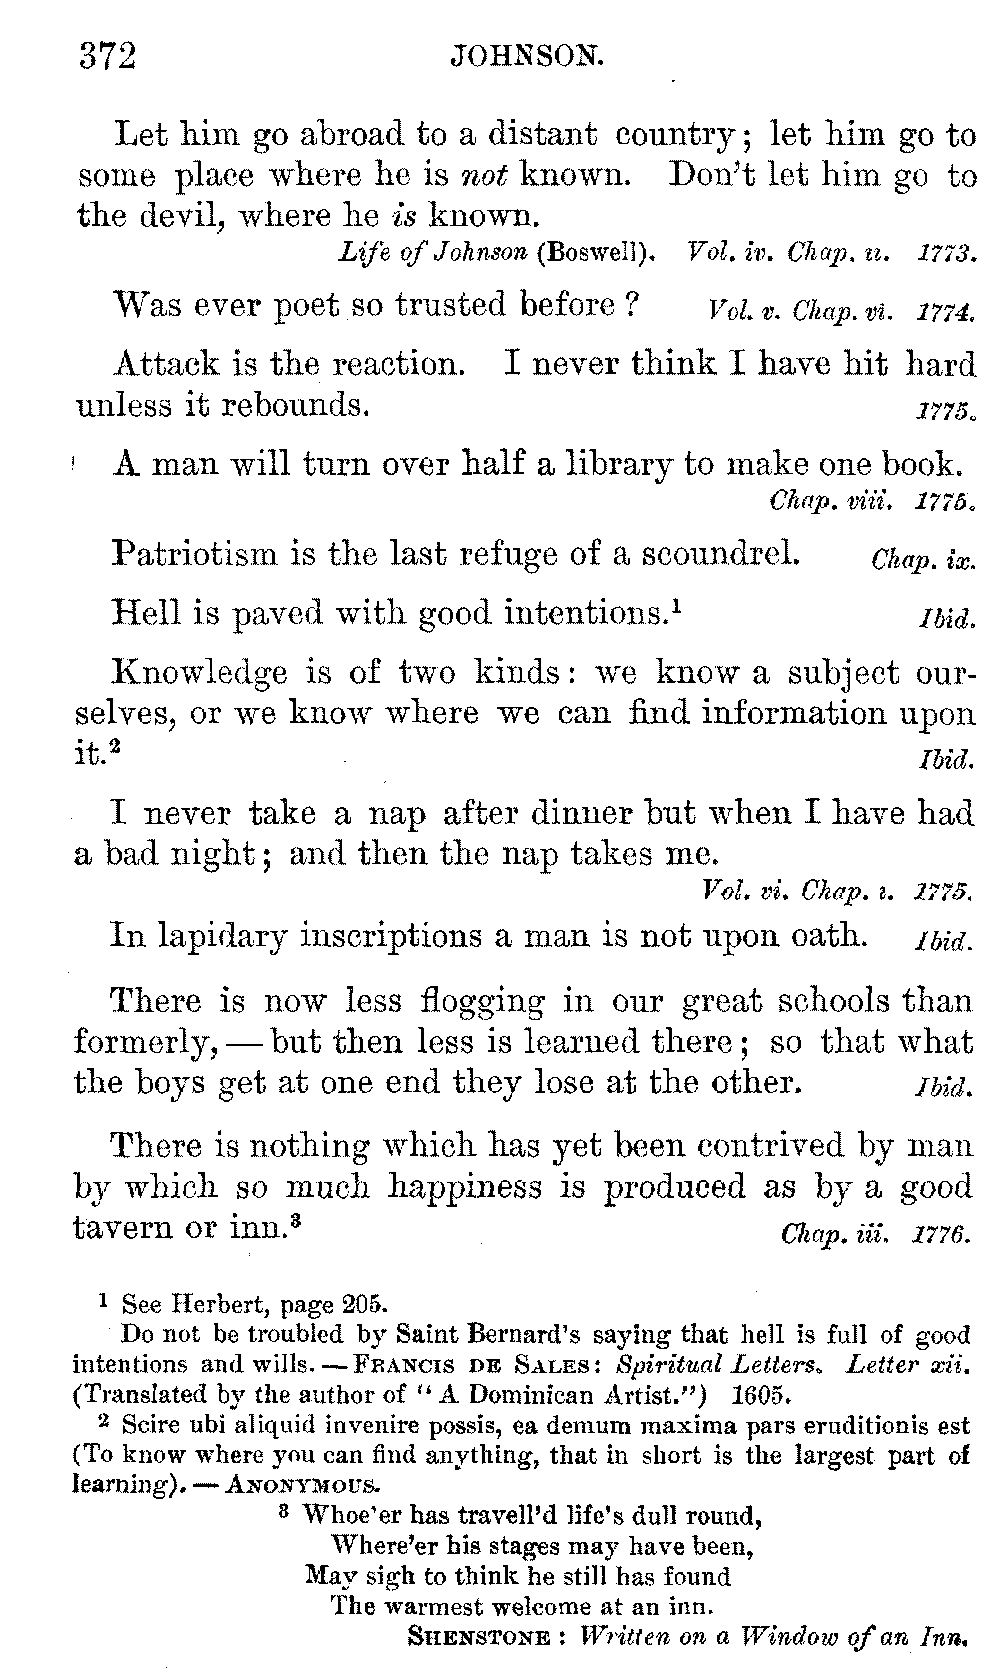 372 JOHNSON.
Let him go abroad to a distant country; let him go to
some place where he is not known. Don't let him go to
the devil, where he is known.
Life of Johnson (Boswell). Vol. iv. Chap. ii. 1773.
Was ever poet so trusted before? Vol. v. Chap. vi. 1774.
Attack is the reaction. I never think I have hit hard
unless it rebounds. 1775.
A man will turn over half a library to make one book.
Chap. viii. 1775.
Patriotism is the last refuge of a scoundrel. Chap. ix.
Hell is paved with good intentions.¹ Ibid.
Knowledge is of two kinds: we know a subject our-
selves, or we know where we can find information upon
it.² Ibid.
I never take a nap after dinner but when I have had
a bad night; and then the nap takes me.
Vol. vi. Chap. i. 1775.
In lapidary inscriptions a man is not upon oath. Ibid.
There is now less flogging in our great schools than
formerly, — but then less is learned there; so that what
the boys get at one end they lose at the other. Ibid.
There is nothing which has yet been contrived by man
by which so much happiness is produced as by a good
tavern or inn.³ Chap. iii. 1776.
¹ See Herbert, page 205.
Do not be troubled by Saint Bernard's saying that hell is full of good
intentions and wills. — FRANCIS DE SALES: Spiritual Letters. Letter xii.
(Translated by the author of "A Dominican Artist.") 1605.
² Scire ubi aliquid invenire possis, ea demum maxima pars eruditionis est
(To know where you can find anything, that in short is the largest part of
learning). — ANONYMOUS.
³ Whoe'er has travell'd life's dull round,
Where'er his stages may have been,
May sigh to think he still has found
The warmest welcome at an inn.
SHENSTONE: Written on a Window of an Inn.